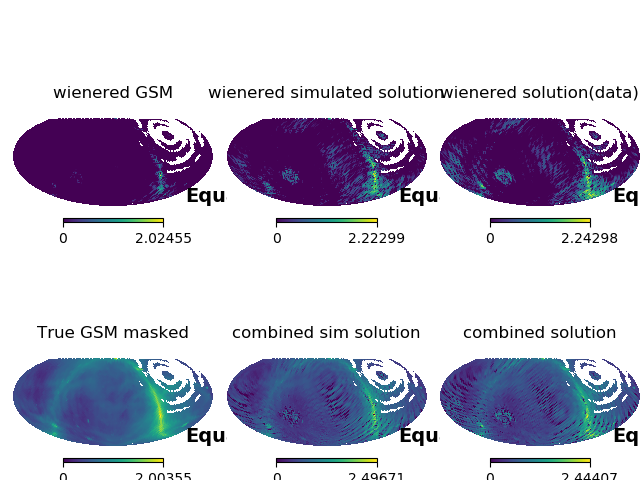 wienered GSM
wienered simulated solution
wienered solution(data)
Equ
Equ
Eq
0 2.02455
0 2.22299
0 2.24298
True GSM masked
combined sim solution
combined solution
Equ
Equ
Eq
0 2.00355
0 2.49671
0 2.44407